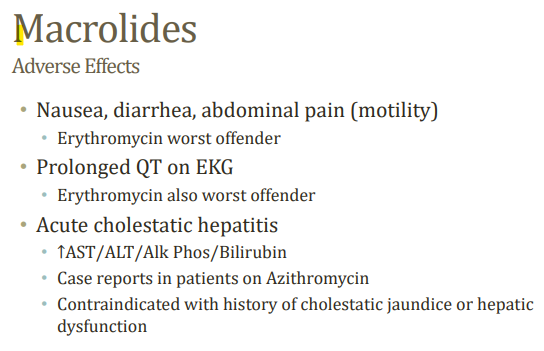 Macrolides
Adverse Effects
• Nausea, diarrhea, abdominal pain (motility)
• Erythromycin worst offender
• Prolonged QT on EKG
• Erythromycin also worst offender
• Acute cholestatic hepatitis
• ↑AST/ALT/Alk Phos/Bilirubin
• Case reports in patients on Azithromycin
• Contraindicated with history of cholestatic jaundice or hepatic
dysfunction